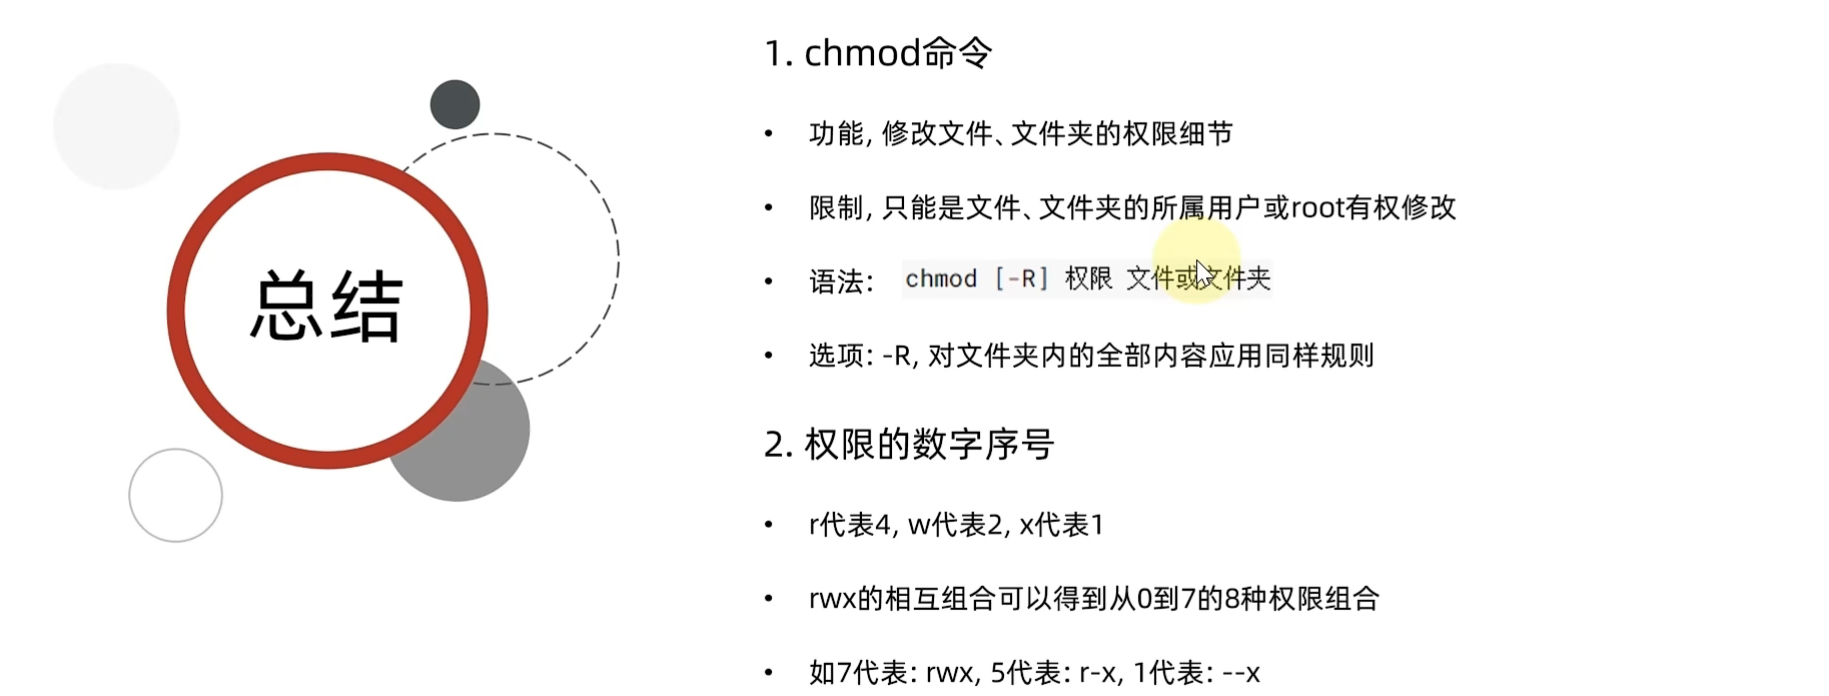 总结
1. chmod命令
• 功能, 修改文件、文件夹的权限细节
• 限制, 只能是文件、文件夹的所属用户或root有权修改
• 语法: chmod [-R] 权限 文件或文件夹
• 选项: -R, 对文件夹内的全部内容应用同样规则
2. 权限的数字序号
• r代表4, w代表2, x代表1
• rwx的相互组合可以得到从0到7的8种权限组合
• 如7代表: rwx, 5代表: r-x, 1代表: --x